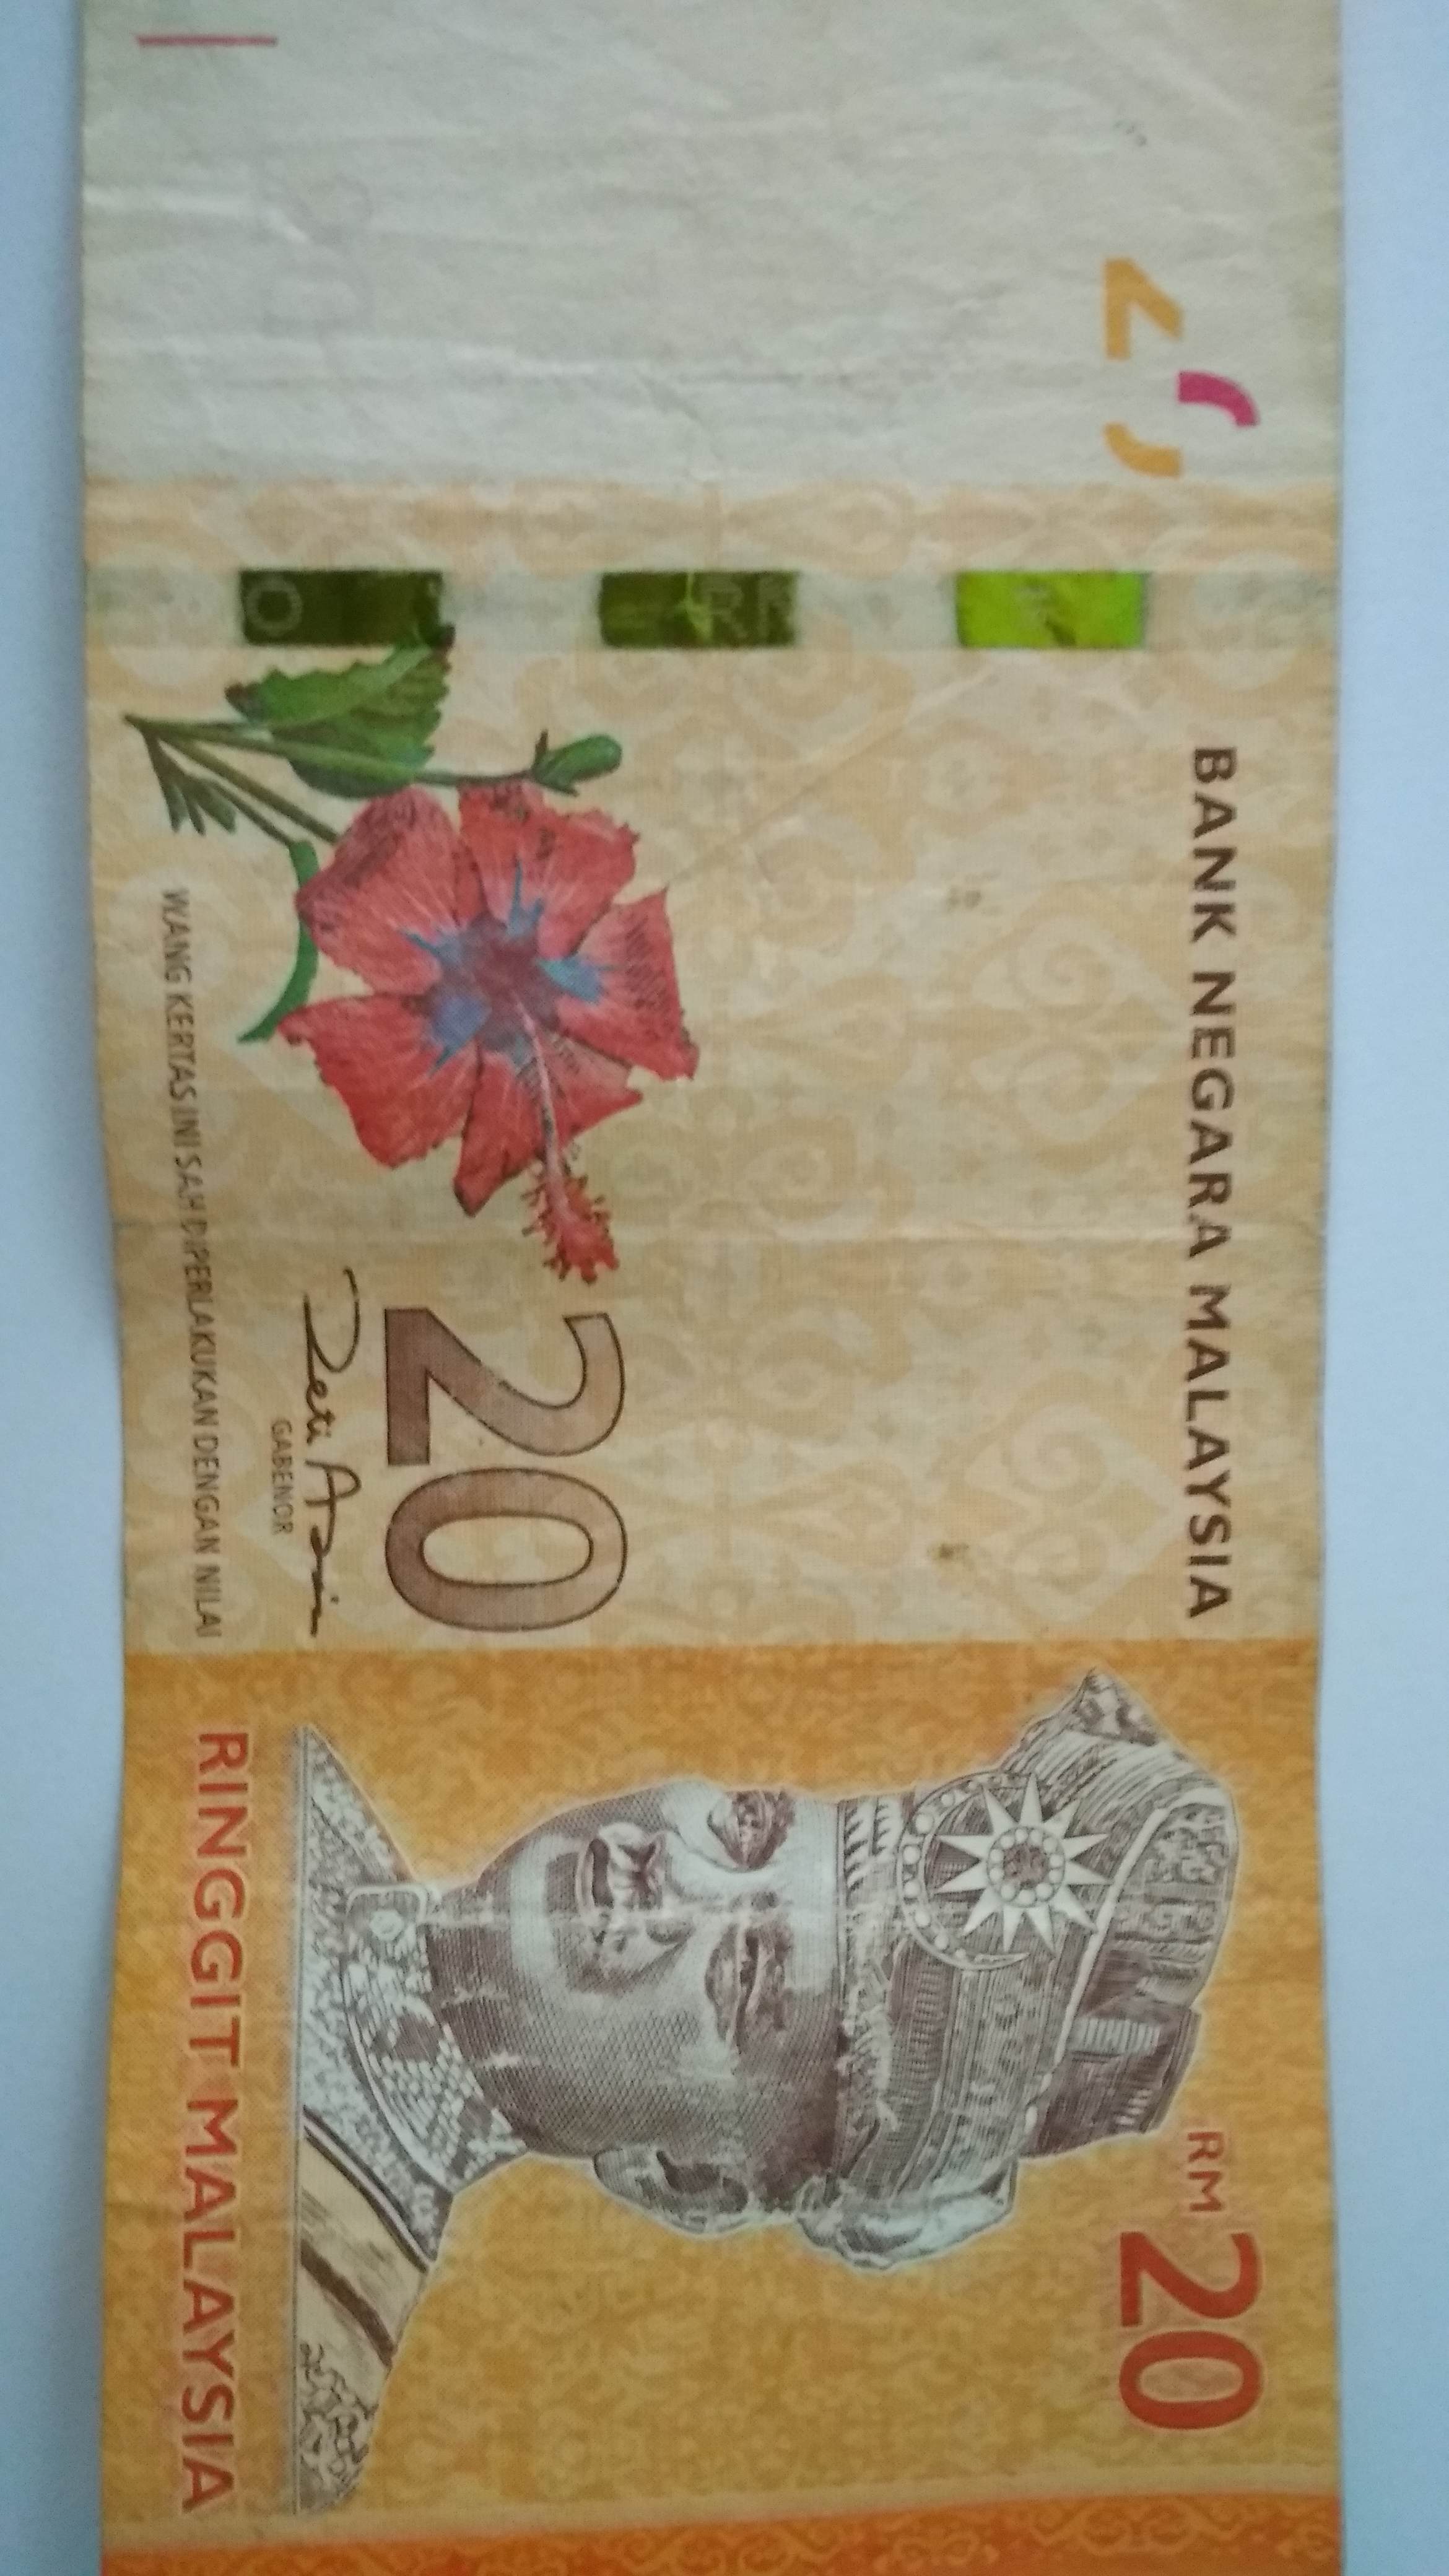 BANK NEGARA MALAYSIA
RM
20
20
GABENOR
WANG KERTAS INI SAH DIPERLAKUKAN DENGAN NILAI
RINGGIT MALAYSIA